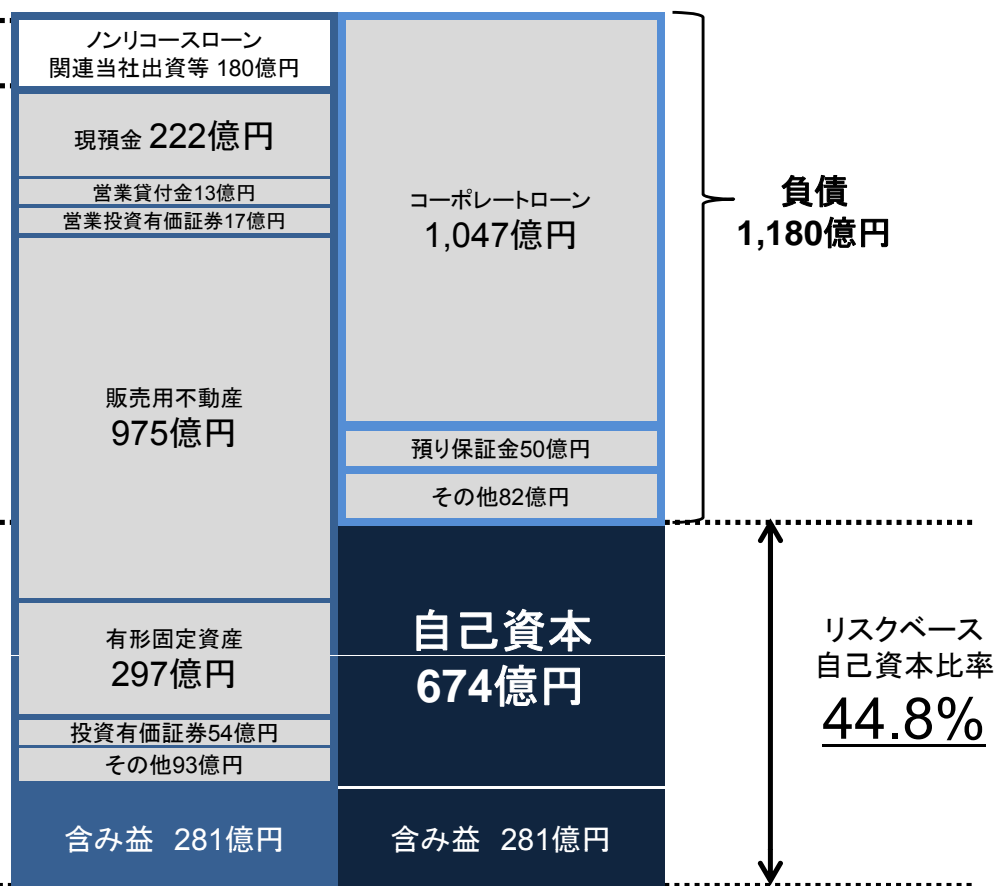 ノンリコースローン
関連当社出資等 180億円
現預金 222億円
営業貸付金13億円
営業投資有価証券17億円
販売用不動産
975億円
有形固定資産
297億円
投資有価証券54億円
その他93億円
含み益 281億円
コーポレートローン
1,047億円
預り保証金50億円
その他82億円
自己資本
674億円
含み益 281億円
負債
1,180億円
リスクベース
自己資本比率
44.8%